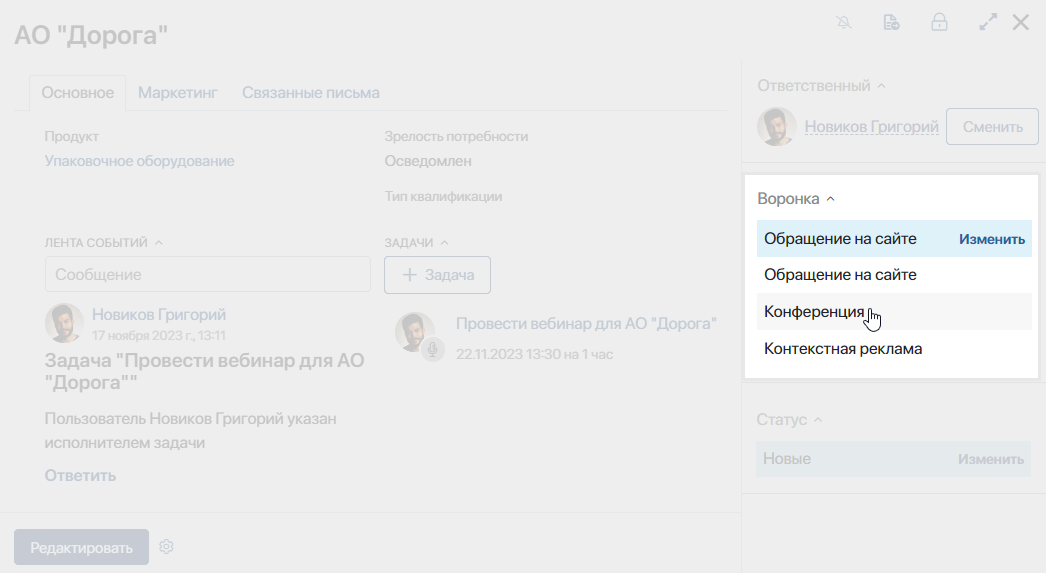 АО "Дорога"
Основное
Маркетинг
Связанные письма
Продукт
Упаковочное оборудование
Зрелость потребности
Осведомлен
Тип квалификации
ЛЕНТА СОБЫТИЙ
Сообщение
Новиков Григорий
17 ноября 2023 г., 13:11
Задача "Провести вебинар для АО
"Дорога""
Пользователь Новиков Григорий указан
исполнителем задачи
Ответить
ЗАДАЧИ
+ Задача
Провести вебинар для АО "Дорога"
22.11.2023 13:30 на 1 час
Редактировать
Ответственный
Новиков Григорий
Сменить
Воронка
Обращение на сайте
Изменить
Обращение на сайте
Конференция
Контекстная реклама
Статус
Новые
Изменить